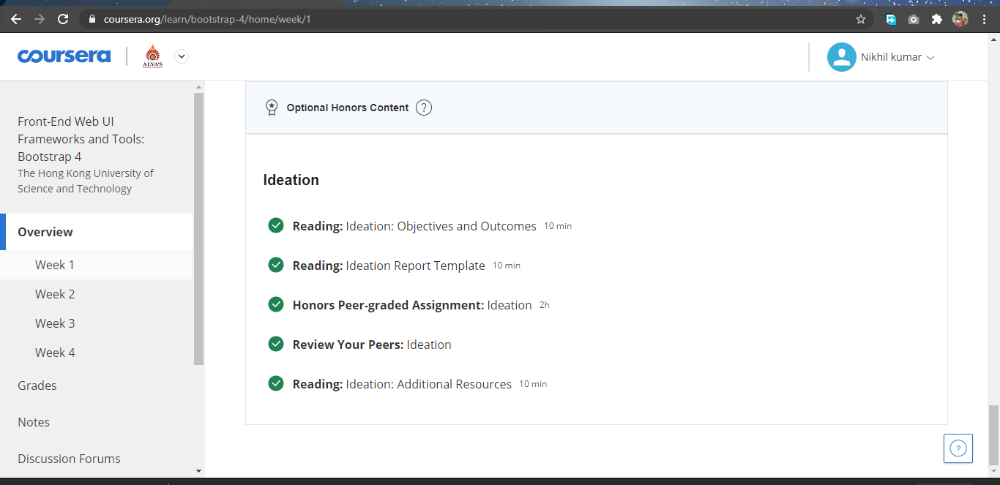 coursera.org/learn/bootstrap-4/home/week/1
coursera
ALVA'S
Nikhil kumar
Front-End Web UI
Frameworks and Tools:
Bootstrap 4
The Hong Kong University of
Science and Technology
Overview
Week 1
Week 2
Week 3
Week 4
Grades
Notes
Discussion Forums
Optional Honors Content ?
Ideation
Reading: Ideation: Objectives and Outcomes 10 min
Reading: Ideation Report Template 10 min
Honors Peer-graded Assignment: Ideation 2h
Review Your Peers: Ideation
Reading: Ideation: Additional Resources 10 min
?